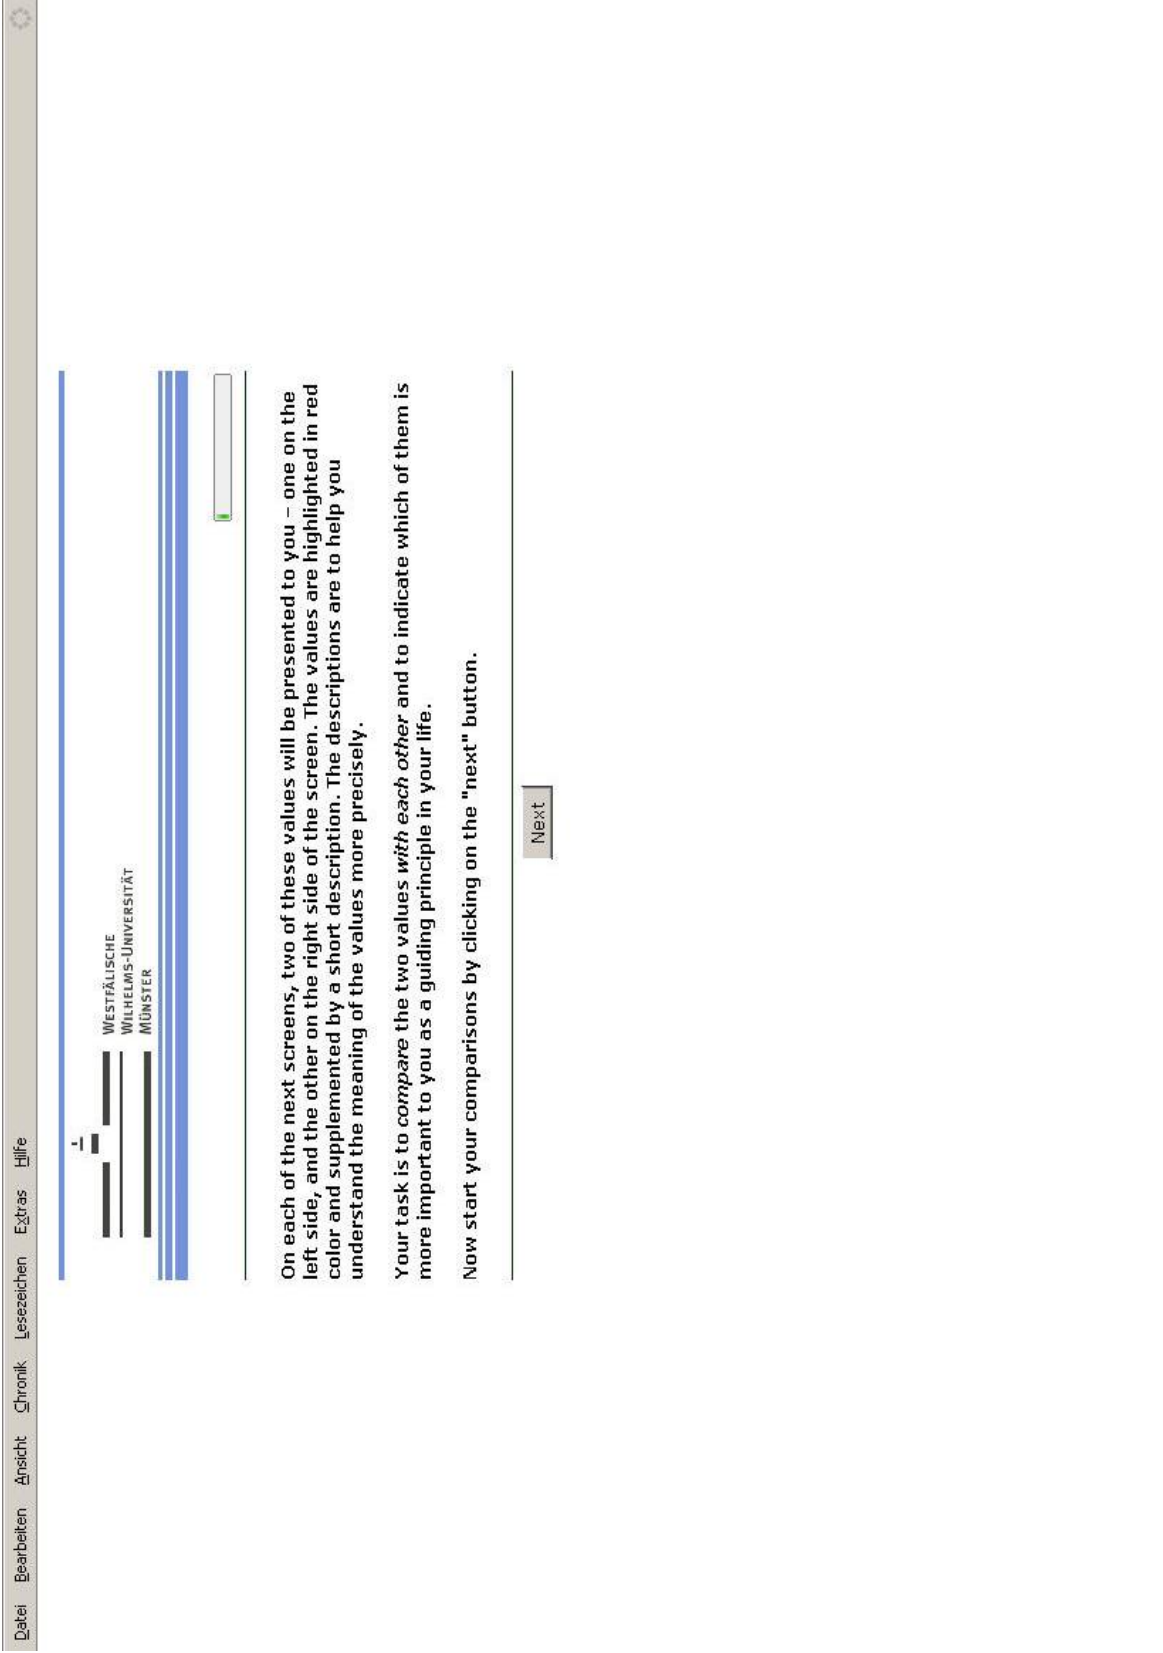 Datei Bearbeiten Ansicht Chronik Lesezeichen Extras Hilfe
WESTFÄLISCHE
WILHELMS-UNIVERSITÄT
MÜNSTER
On each of the next screens, two of these values will be presented to you – one on the
left side, and the other on the right side of the screen. The values are highlighted in red
color and supplemented by a short description. The descriptions are to help you
understand the meaning of the values more precisely.
Your task is to compare the two values with each other and to indicate which of them is
more important to you as a guiding principle in your life.
Now start your comparisons by clicking on the "next" button.
Next